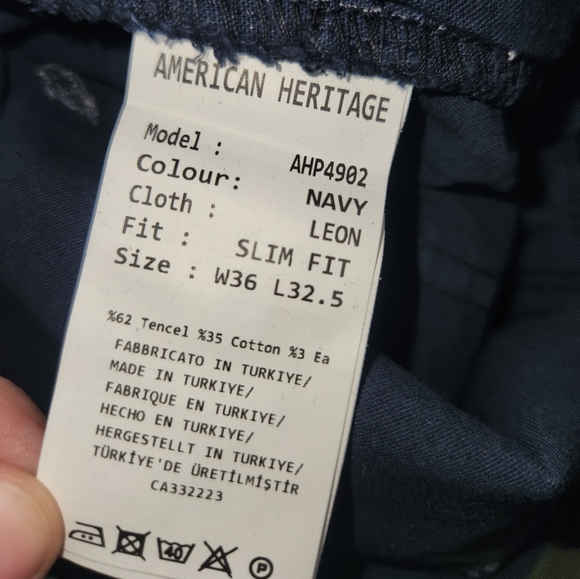 AMERICAN HERITAGE
Model : AHP4902
Colour: NAVY
Cloth : LEON
Fit : SLIM FIT
Size : W36 L32.5
%62 Tencel %35 Cotton %3 Ea
FABBRICATO IN TURKIYE/
MADE IN TURKIYE/
FABRIQUE EN TURKIYE/
HECHO EN TURKIYE/
HERGESTELLT IN TURKIYE/
TÜRKİYE'DE ÜRETİLMİŞTİR
CA332223
40 P